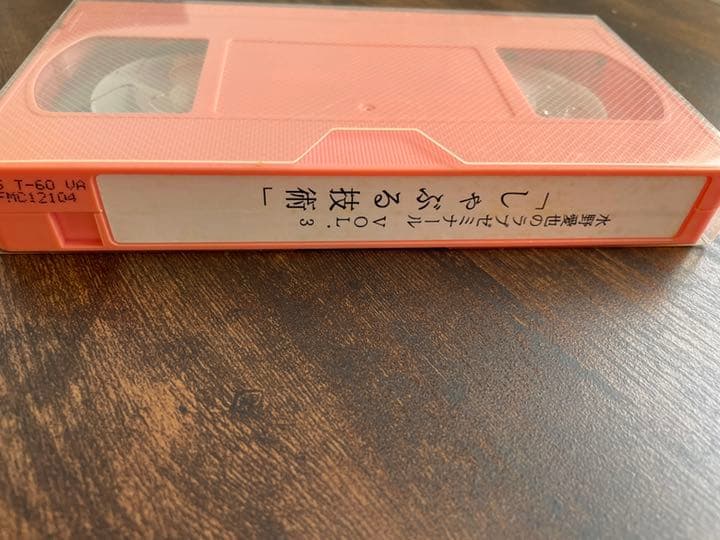 水野愛也のラブゼミナール VOL.3
「しゃぶる技術」
S T-60 VA
FMC12104